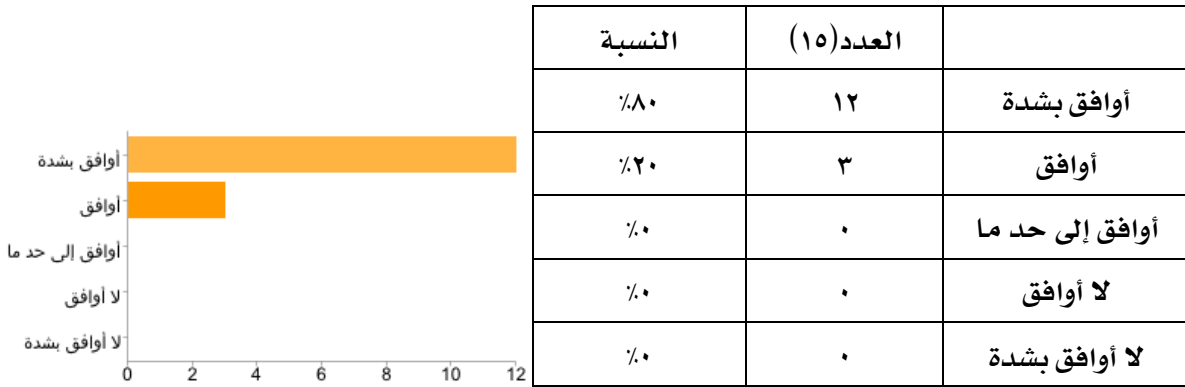 العدد(١٥) النسبة
أوافق بشدة ١٢ ٨٠٪
أوافق ٣ ٢٠٪
أوافق إلى حد ما ٠ ٠٪
لا أوافق ٠ ٠٪
لا أوافق بشدة ٠ ٠٪
أوافق بشدة
أوافق
أوافق إلى حد ما
لا أوافق
لا أوافق بشدة
0 2 4 6 8 10 12